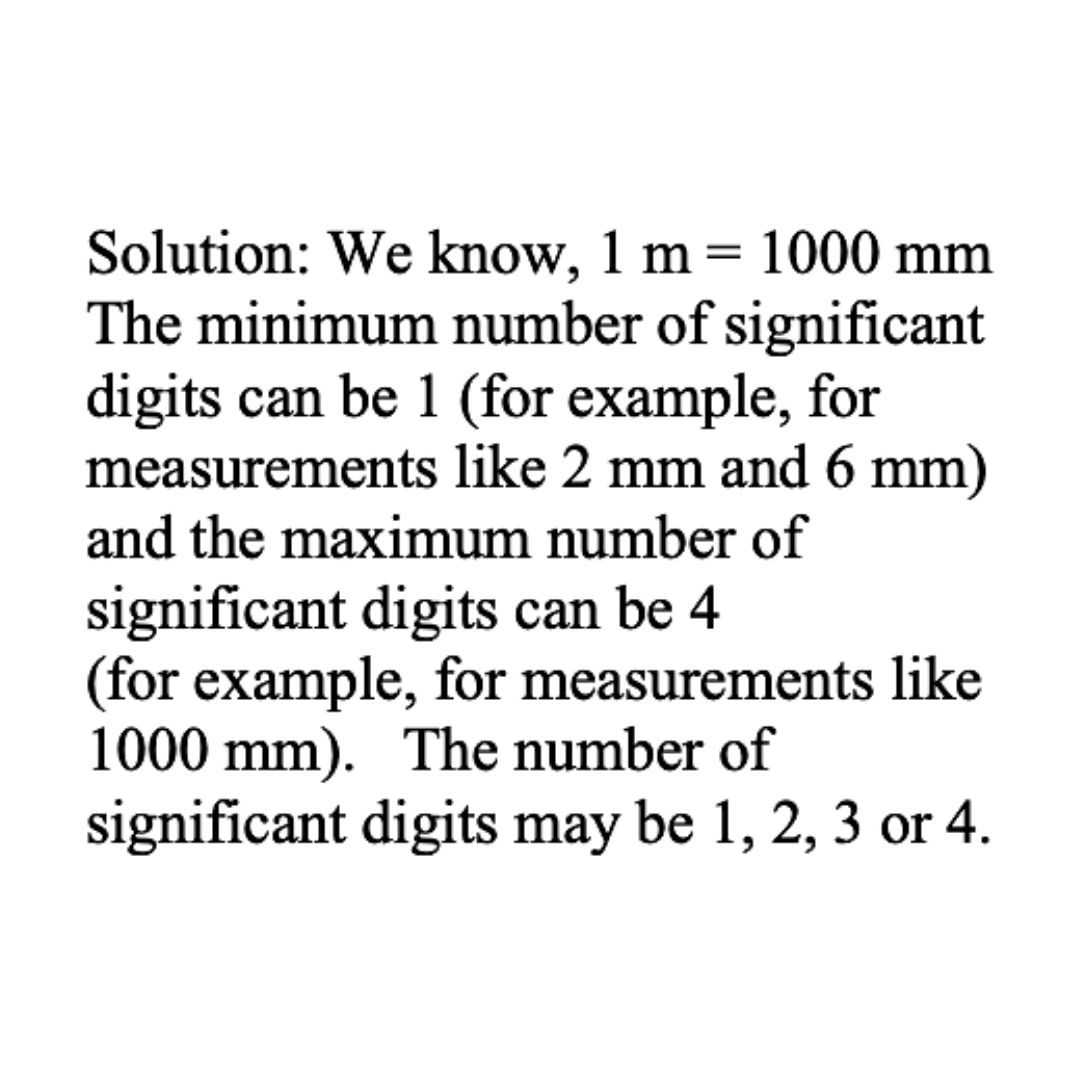 Solution: We know, 1 m = 1000 mm
The minimum number of significant
digits can be 1 (for example, for
measurements like 2 mm and 6 mm)
and the maximum number of
significant digits can be 4
(for example, for measurements like
1000 mm).   The number of
significant digits may be 1, 2, 3 or 4.